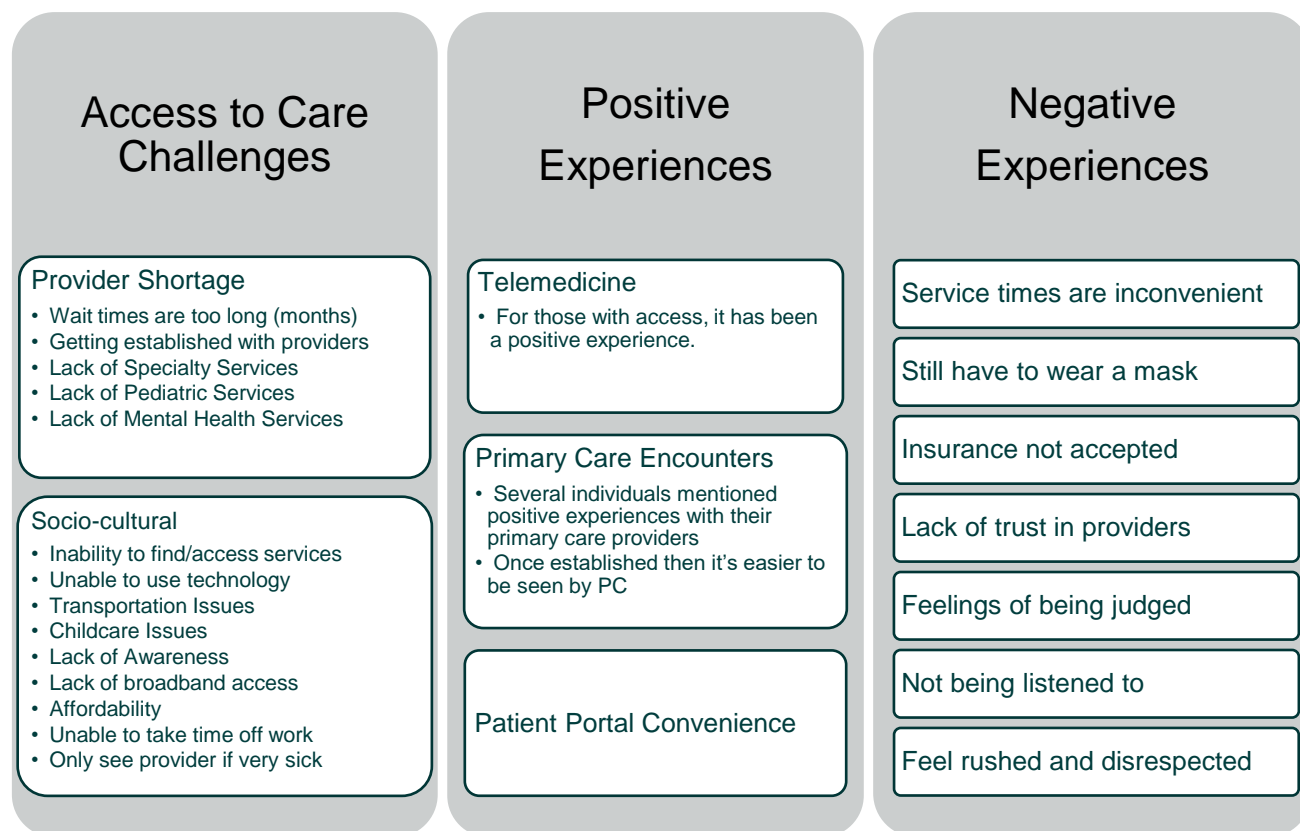 Access to Care
Challenges
Provider Shortage
• Wait times are too long (months)
• Getting established with providers
• Lack of Specialty Services
• Lack of Pediatric Services
• Lack of Mental Health Services
Socio-cultural
• Inability to find/access services
• Unable to use technology
• Transportation Issues
• Childcare Issues
• Lack of Awareness
• Lack of broadband access
• Affordability
• Unable to take time off work
• Only see provider if very sick
Positive
Experiences
Telemedicine
• For those with access, it has been
a positive experience.
Primary Care Encounters
• Several individuals mentioned
positive experiences with their
primary care providers
• Once established then it’s easier to
be seen by PC
Patient Portal Convenience
Negative
Experiences
Service times are inconvenient
Still have to wear a mask
Insurance not accepted
Lack of trust in providers
Feelings of being judged
Not being listened to
Feel rushed and disrespected